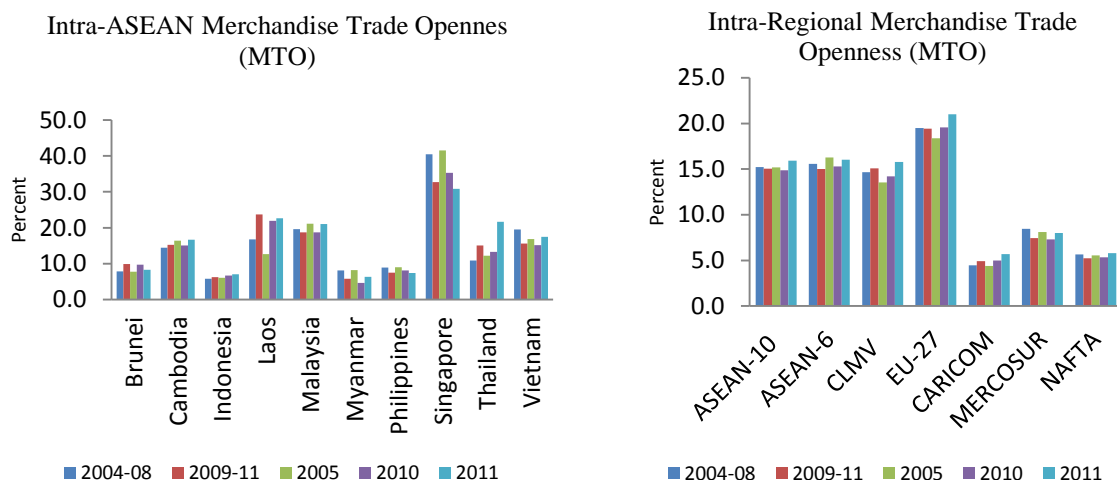 Intra-ASEAN Merchandise Trade Opennes
(MTO)
50.0
40.0
30.0
20.0
10.0
0.0
Percent
Brunei
Cambodia
Indonesia
Laos
Malaysia
Myanmar
Philippines
Singapore
Thailand
Vietnam
2004-08 2009-11 2005 2010 2011
Intra-Regional Merchandise Trade
Openness (MTO)
25.0
20.0
15.0
10.0
5.0
0.0
Percent
ASEAN-10
ASEAN-6
CLMV
EU-27
CARICOM
MERCOSUR
NAFTA
2004-08 2009-11 2005 2010 2011